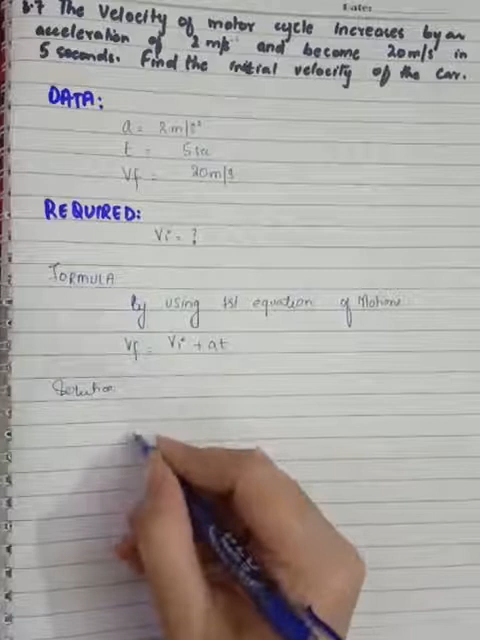 3.7 The Velocity of motor cycle increases by an
acceleration of 2 m/s² and become 20m/s in
5 seconds. Find the initial velocity of the car.
DATA:
a = 2m/s²
t = 5sec
Vf = 20m/s
REQUIRED:
Vi = ?
FORMULA
By using 1st equation of Motion
Vf = Vi + at
Solution